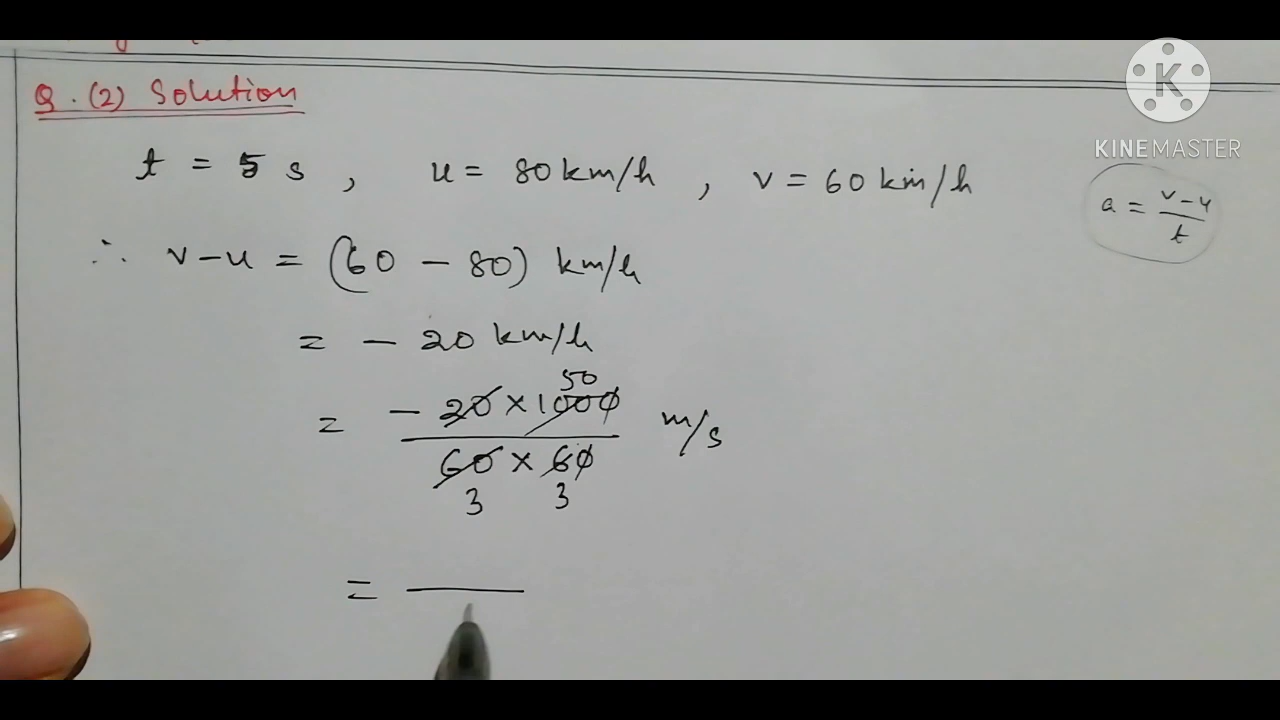 Q. (2) Solution
t = 5 s, u = 80 km/h, v = 60 km/h
∴ v-u = (60 - 80) km/h
= - 20 km/h
50
= - 20 × 1000 m/s
60 × 60
3 3
=
K
KINEMASTER
a = v-u
t